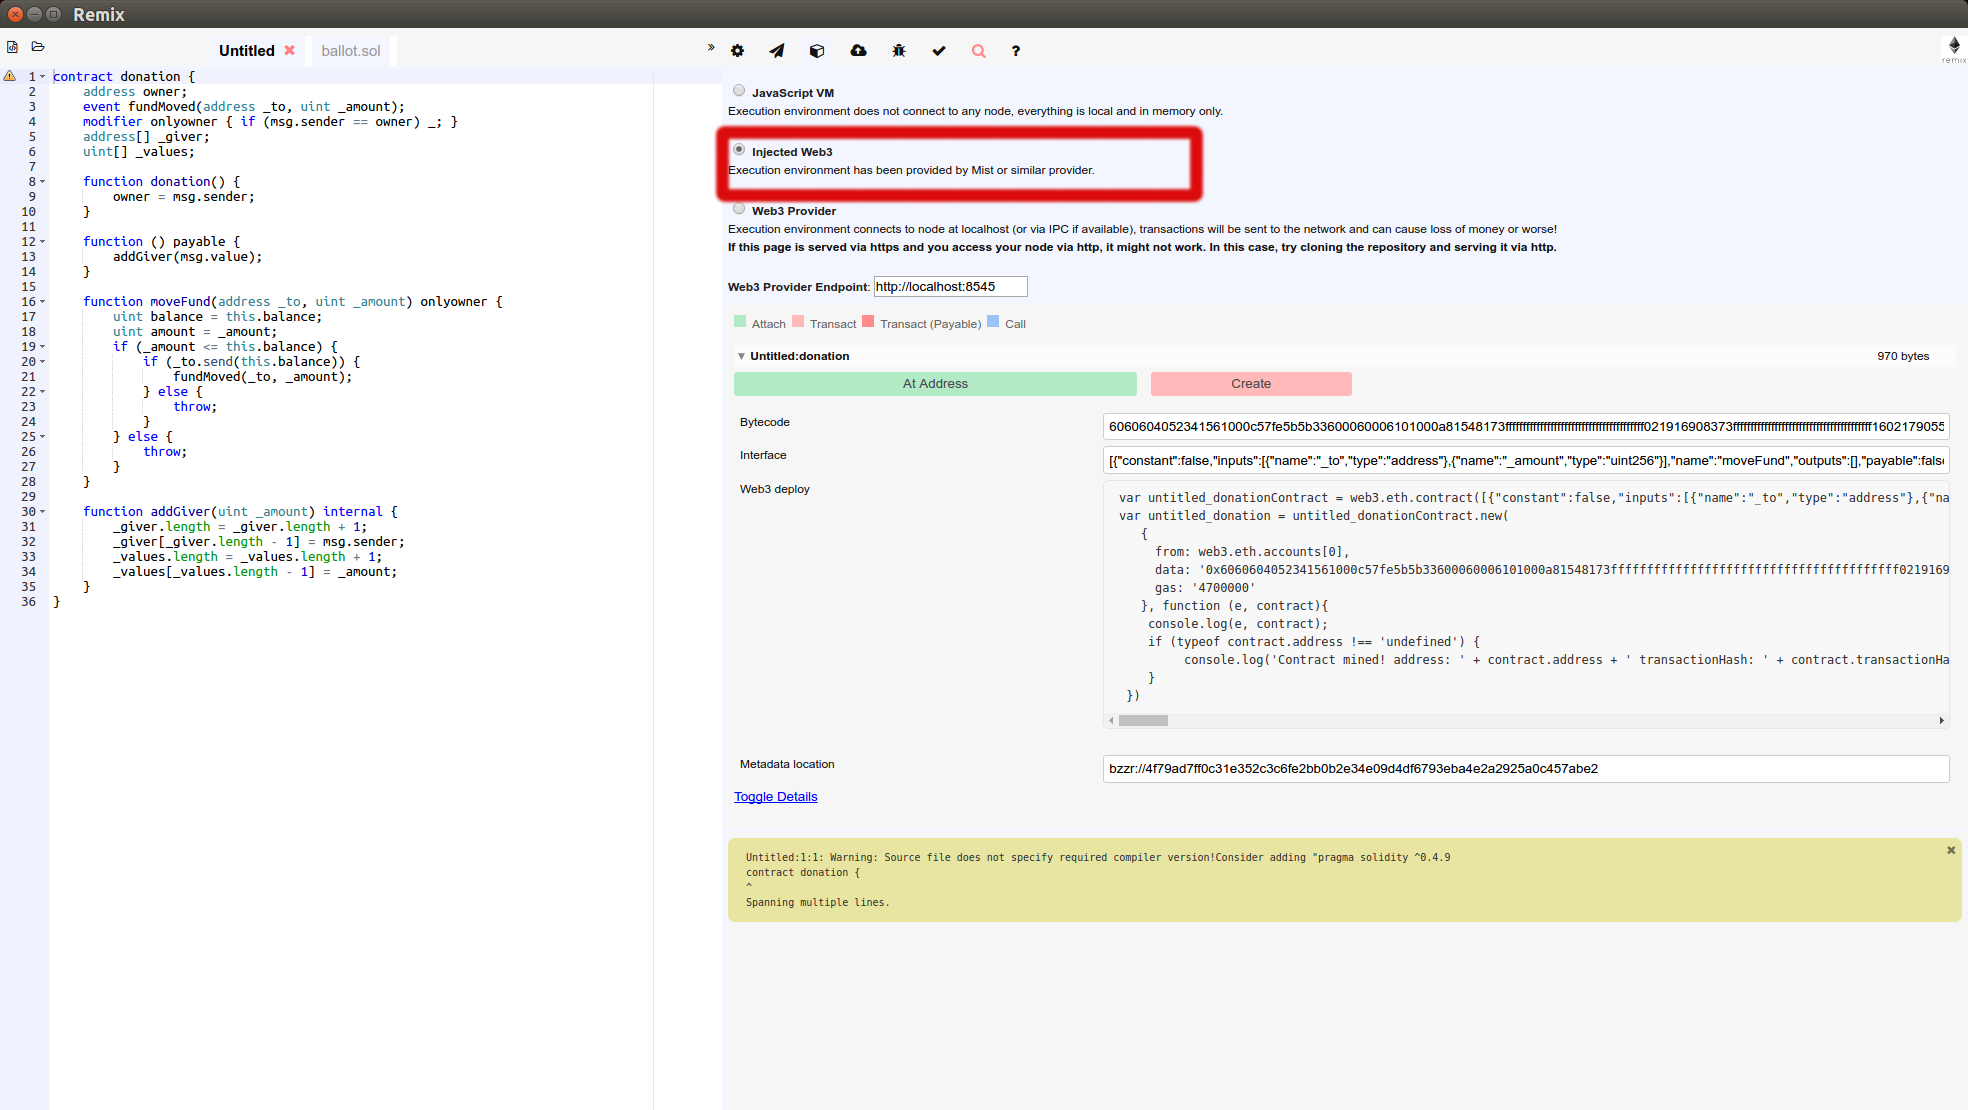 Remix
Untitled
ballot.sol
remix
1 contract donation {
2     address owner;
3     event fundMoved(address _to, uint _amount);
4     modifier onlyowner { if (msg.sender == owner) _; }
5     address[] _giver;
6     uint[] _values;
7
8     function donation() {
9         owner = msg.sender;
10     }
11
12     function () payable {
13         addGiver(msg.value);
14     }
15
16     function moveFund(address _to, uint _amount) onlyowner {
17         uint balance = this.balance;
18         uint amount = _amount;
19         if (_amount <= this.balance) {
20             if (_to.send(this.balance)) {
21                 fundMoved(_to, _amount);
22             } else {
23                 throw;
24             }
25         } else {
26             throw;
27         }
28     }
29
30     function addGiver(uint _amount) internal {
31         _giver.length = _giver.length + 1;
32         _giver[_giver.length - 1] = msg.sender;
33         _values.length = _values.length + 1;
34         _values[_values.length - 1] = _amount;
35     }
36 }
JavaScript VM
Execution environment does not connect to any node, everything is local and in memory only.
Injected Web3
Execution environment has been provided by Mist or similar provider.
Web3 Provider
Execution environment connects to node at localhost (or via IPC if available), transactions will be sent to the network and can cause loss of money or worse!
If this page is served via https and you access your node via http, it might not work. In this case, try cloning the repository and serving it via http.
Web3 Provider Endpoint: http://localhost:8545
Attach Transact Transact (Payable) Call
Untitled:donation 970 bytes
At Address Create
Bytecode
Interface [{"constant":false,"inputs":[{"name":"_to","type":"address"},{"name":"_amount","type":"uint256"}],"name":"moveFund","outputs":[],"payable":fals
Web3 deploy
var untitled_donationContract = web3.eth.contract([{"constant":false,"inputs":[{"name":"_to","type":"address"},{"na
var untitled_donation = untitled_donationContract.new(
{
from: web3.eth.accounts[0],
data:
gas: '4700000'
}, function (e, contract){
console.log(e, contract);
if (typeof contract.address !== 'undefined') {
console.log('Contract mined! address: ' + contract.address + ' transactionHash: ' + contract.transactionHa
}
})
Metadata location bzzr://4f79ad7ff0c31e352c3c6fe2bb0b2e34e09d4df6793eba4e2a2925a0c457abe2
Toggle Details
Untitled:1:1: Warning: Source file does not specify required compiler version!Consider adding "pragma solidity ^0.4.9
contract donation {
^
Spanning multiple lines.